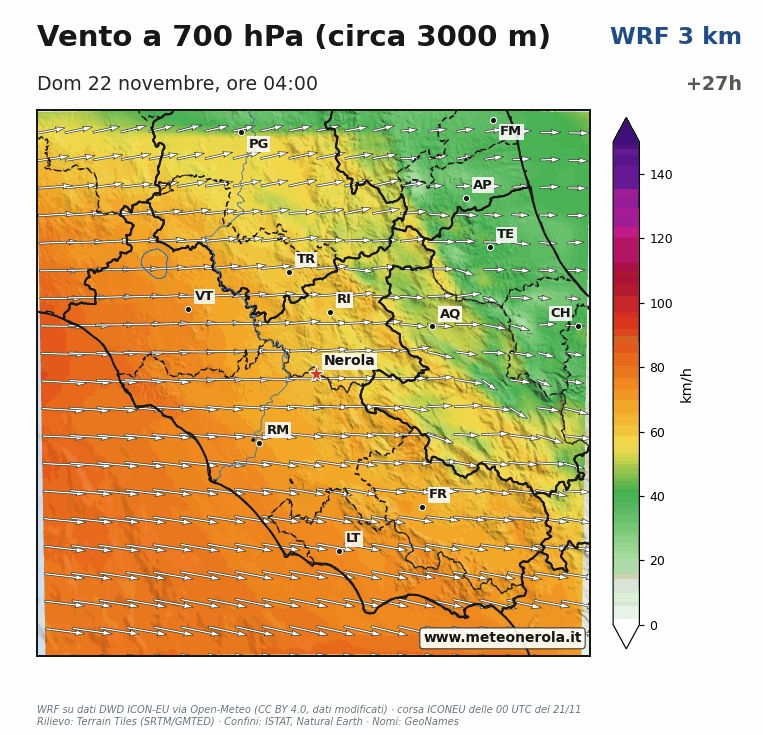 Vento a 700 hPa (circa 3000 m)
WRF 3 km
Dom 22 novembre, ore 04:00
+27h
FM
PG
AP
TE
TR
VT
RI
AQ
CH
Nerola
RM
FR
LT
www.meteonerola.it
140
120
100
80
60
40
20
0
km/h
WRF su dati DWD ICON-EU via Open-Meteo (CC BY 4.0, dati modificati) · corsa ICONEU delle 00 UTC del 21/11
Rilievo: Terrain Tiles (SRTM/GMTED) · Confini: ISTAT, Natural Earth · Nomi: GeoNames